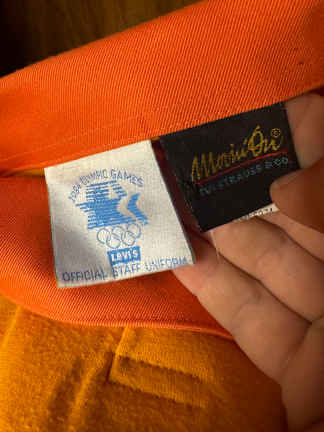 1984 OLYMPIC GAMES
LEVI'S
OFFICIAL STAFF UNIFORM
Movin' On ®
LEVI STRAUSS & CO.